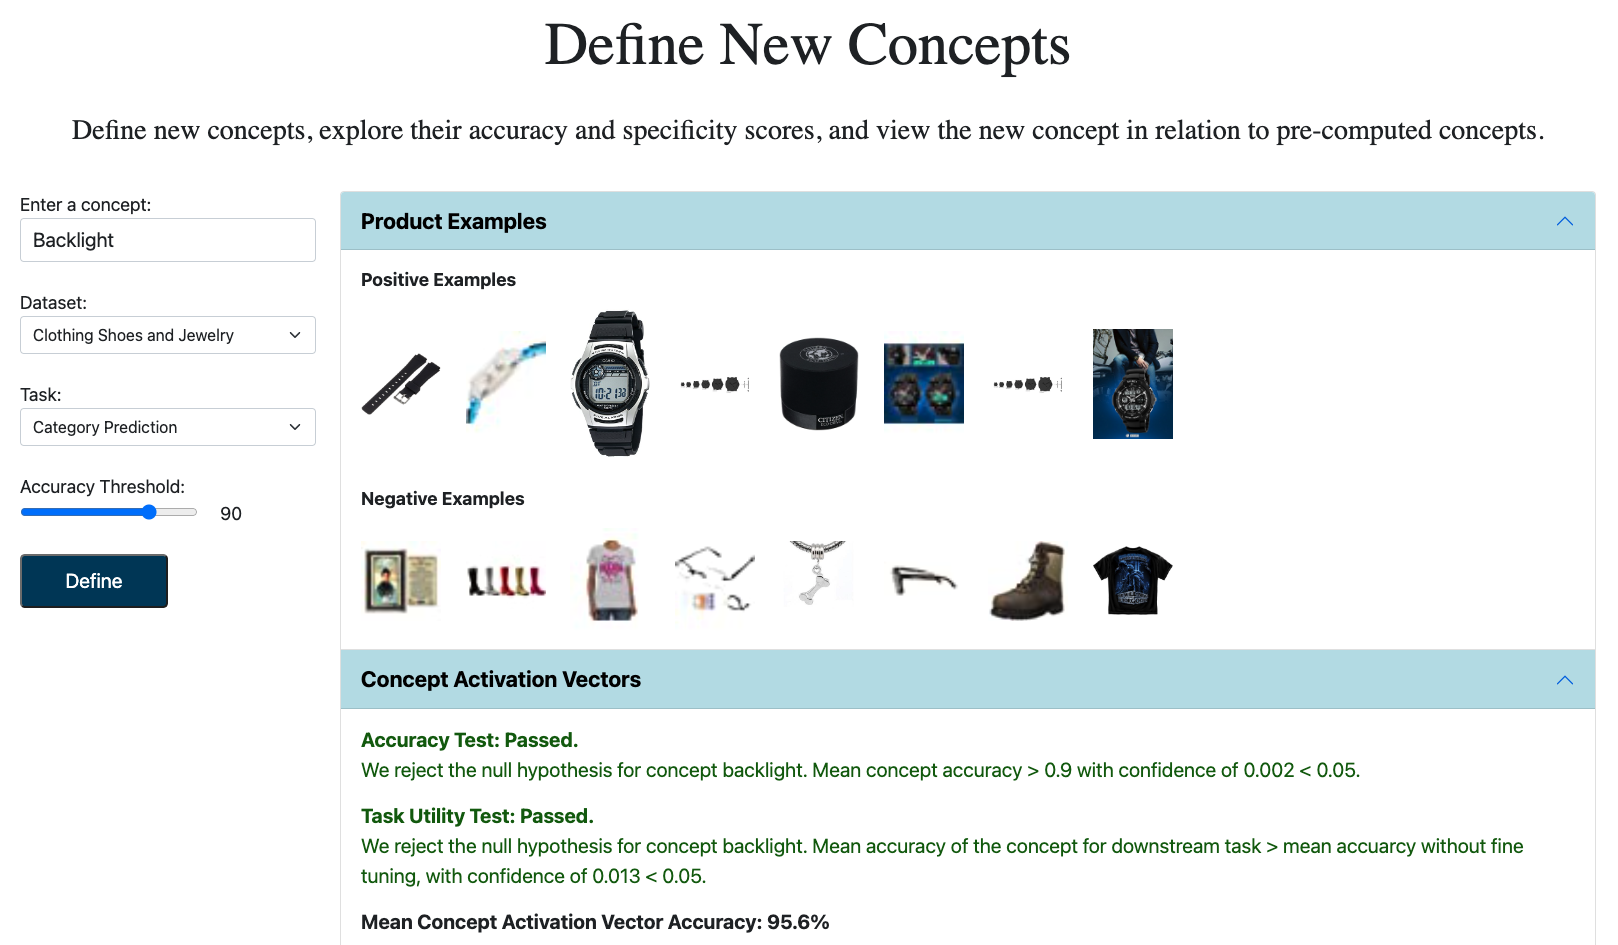 Define New Concepts
Define new concepts, explore their accuracy and specificity scores, and view the new concept in relation to pre-computed concepts.
Enter a concept:
Backlight
Dataset:
Clothing Shoes and Jewelry
Task:
Category Prediction
Accuracy Threshold:
90
Define
Product Examples
Positive Examples
CITIZEN
Negative Examples
Concept Activation Vectors
Accuracy Test: Passed.
We reject the null hypothesis for concept backlight. Mean concept accuracy > 0.9 with confidence of 0.002 < 0.05.
Task Utility Test: Passed.
We reject the null hypothesis for concept backlight. Mean accuracy of the concept for downstream task > mean accuarcy without fine
tuning, with confidence of 0.013 < 0.05.
Mean Concept Activation Vector Accuracy: 95.6%